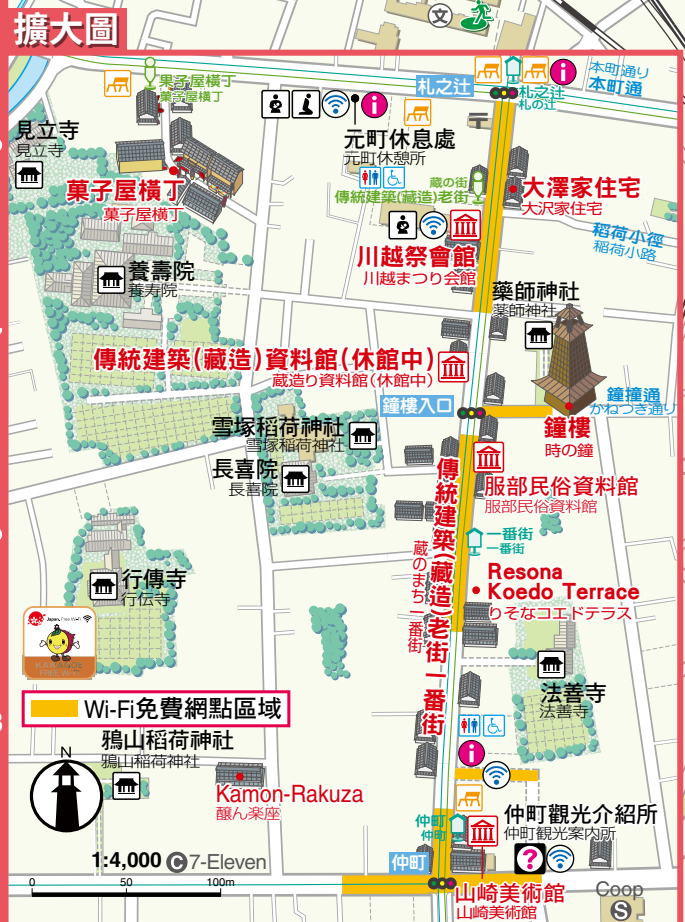 文
擴大圖
果子屋横丁
菓子屋横丁
札之辻
札之辻
札の辻
本町通り
本町通
見立寺
見立寺
元町休息處
元町休憩所
菓子屋橫丁
菓子屋横丁
蔵の街
傳統建築(藏造)老街
大澤家住宅
大沢家住宅
稻荷小徑
稲荷小路
川越祭會館
川越まつり会館
養壽院
養寿院
藥師神社
薬師神社
傳統建築(藏造)資料館(休館中)
蔵造り資料館(休館中)
鐘樓入口
鐘撞通
かねつき通り
鐘樓
時の鐘
雪塚稻荷神社
雪塚稲荷神社
長喜院
長喜院
傳統建築(藏造)老街一番街
蔵のまち一番街
服部民俗資料館
服部民俗資料館
一番街
一番街
行傳寺
行伝寺
Resona
Koedo Terrace
りそなコエドテラス
Japan. Free Wi-Fi
KAWAGOE
FREE Wi-Fi
法善寺
法善寺
Wi-Fi免費網點區域
鴉山稻荷神社
鴉山稲荷神社
N
Kamon-Rakuza
醸ん楽座
仲町
仲町
仲町觀光介紹所
仲町観光案内所
1:4,000
C 7-Eleven
仲町
0 50 100m
山崎美術館
山崎美術館
Coop
S